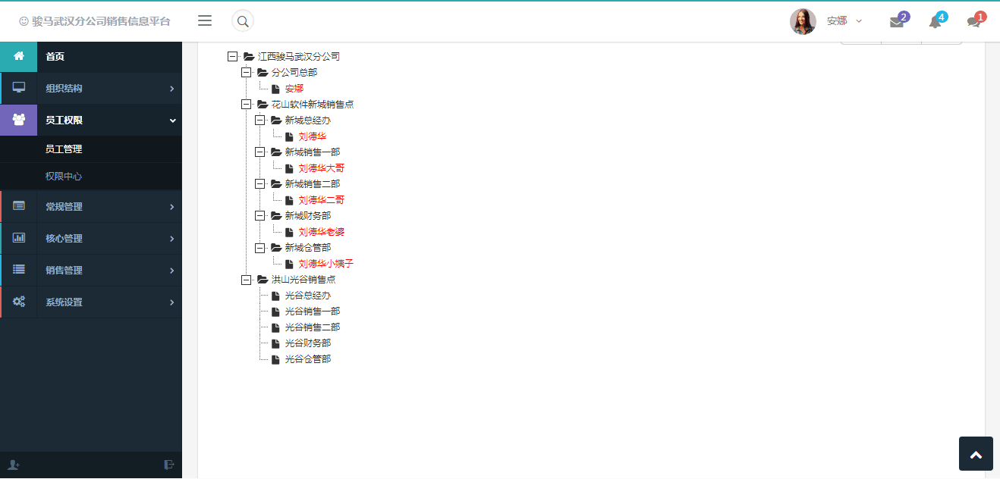 骏马武汉分公司销售信息平台
安娜
2
4
1
首页
组织结构
员工权限
员工管理
权限中心
常规管理
核心管理
销售管理
系统设置
江西骏马武汉分公司
分公司总部
安娜
花山软件新城销售点
新城总经办
刘德华
新城销售一部
刘德华大哥
新城销售二部
刘德华二哥
新城财务部
刘德华老婆
新城仓管部
刘德华小姨子
洪山光谷销售点
光谷总经办
光谷销售一部
光谷销售二部
光谷财务部
光谷仓管部